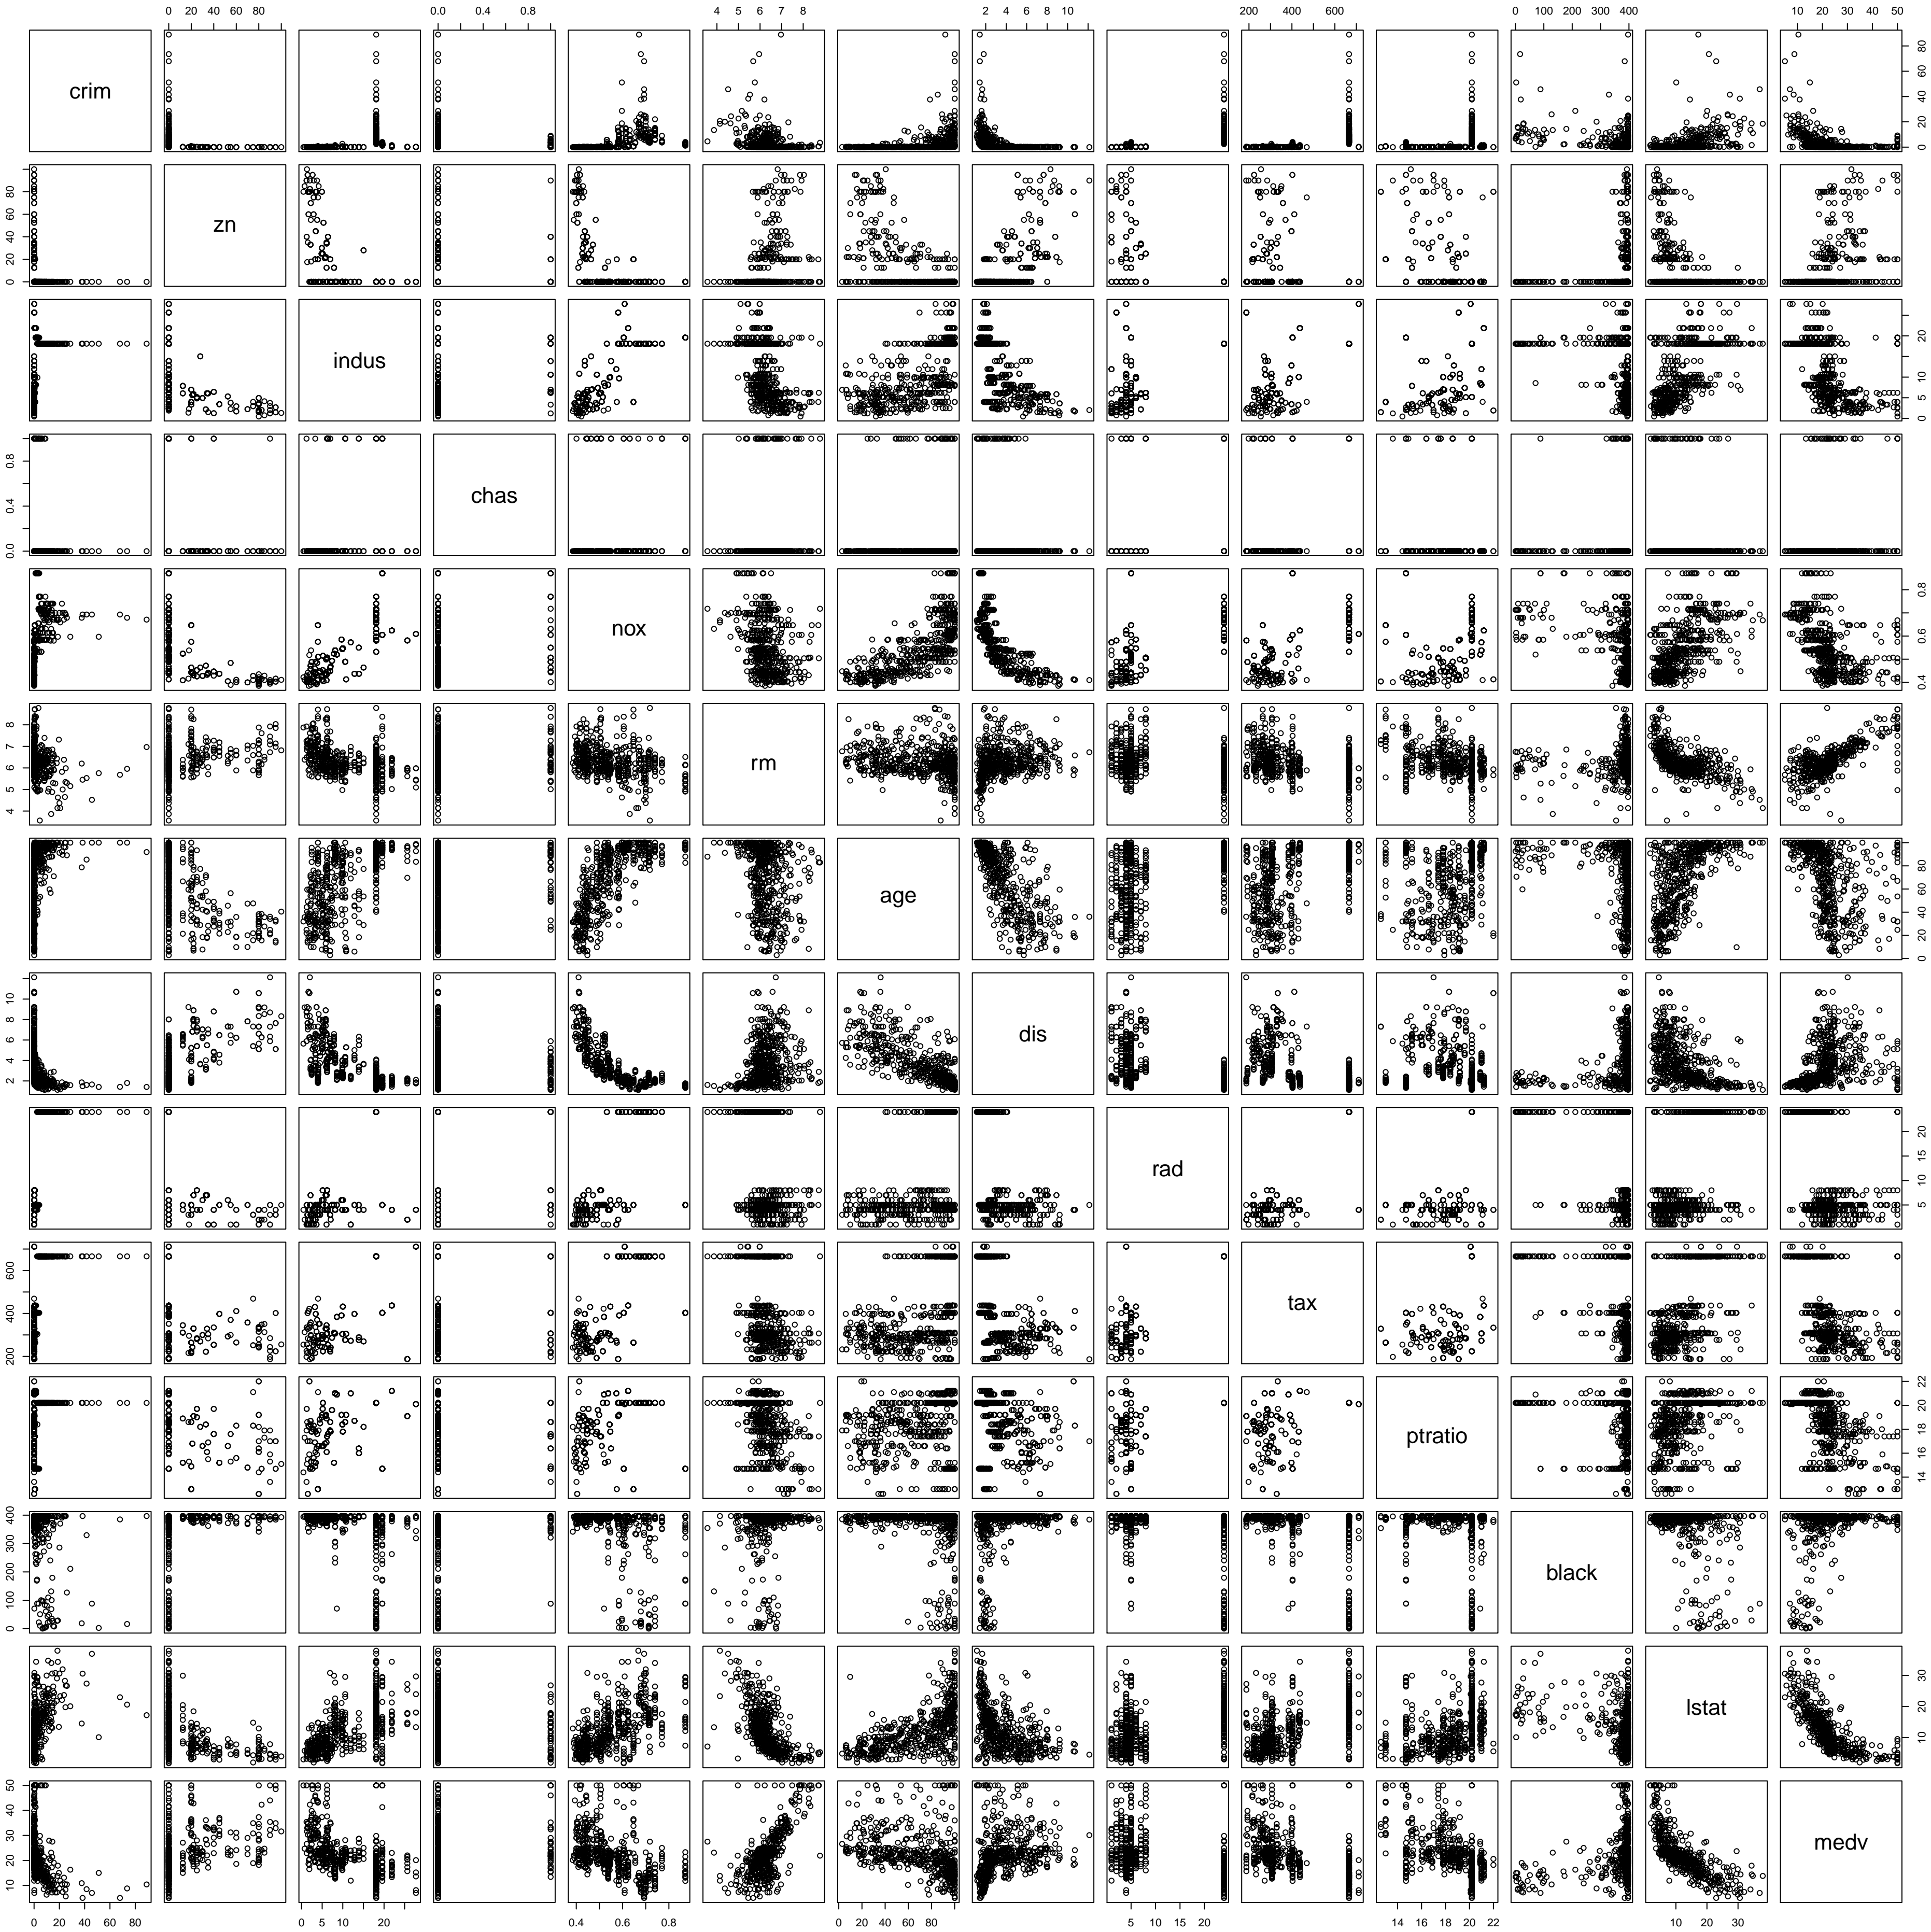 0 20 40 60 80
0.0 0.4 0.8
4 5 6 7 8
2 4 6 8 10
200 400 600
0 100 200 300 400
10 20 30 40 50
crim
0 20 40 60 80
0 20 40 60 80
zn
indus
0 5 10 20
0.0 0.4 0.8
chas
nox
0.4 0.6 0.8
4 5 6 7 8
rm
age
0 20 40 60 80
2 4 6 8 10
dis
rad
5 10 15 20
200 400 600
tax
ptratio
14 16 18 20 22
0 100 200 300 400
black
lstat
10 20 30
10 20 30 40 50
medv
0 20 40 60 80
0 5 10 20
0.4 0.6 0.8
0 20 40 60 80
5 10 15 20
14 16 18 20 22
10 20 30